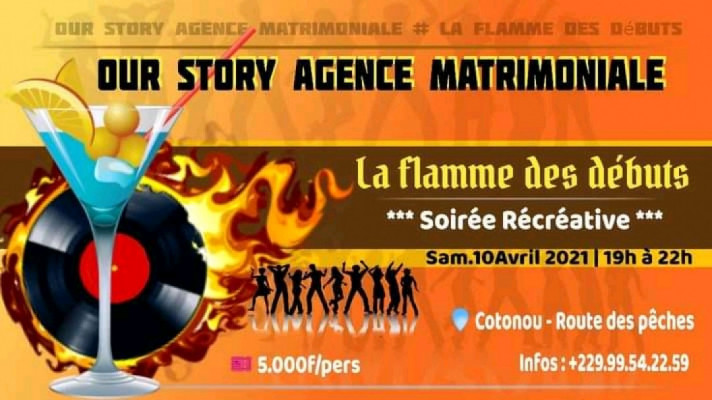 OUR STORY AGENCE MATRIMONIALE # LA FLAMME DES DéBUTS
OUR STORY AGENCE MATRIMONIALE
La flamme des débuts
*** Soirée Récréative ***
Sam.10Avril 2021 | 19h à 22h
Cotonou - Route des pêches
5.000f/pers
Infos : +229.99.54.22.59